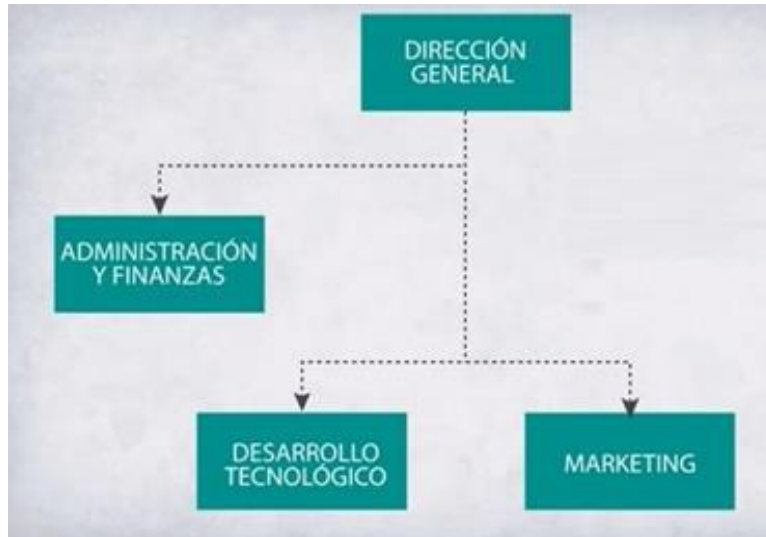 DIRECCIÓN
GENERAL
ADMINISTRACIÓN
Y FINANZAS
DESARROLLO
TECNOLÓGICO
MARKETING